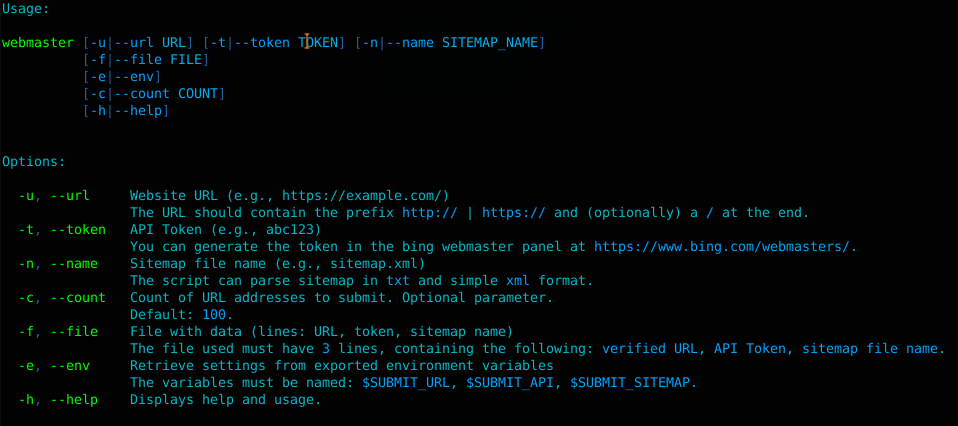 Usage:
webmaster [-u|--url URL] [-t|--token TOKEN] [-n|--name SITEMAP_NAME]
[-f|--file FILE]
[-e|--env]
[-c|--count COUNT]
[-h|--help]
Options:
-u, --url Website URL (e.g., https://example.com/)
The URL should contain the prefix http:// | https:// and (optionally) a / at the end.
-t, --token API Token (e.g., abc123)
You can generate the token in the bing webmaster panel at https://www.bing.com/webmasters/.
-n, --name Sitemap file name (e.g., sitemap.xml)
The script can parse sitemap in txt and simple xml format.
-c, --count Count of URL addresses to submit. Optional parameter.
Default: 100.
-f, --file File with data (lines: URL, token, sitemap name)
The file used must have 3 lines, containing the following: verified URL, API Token, sitemap file name.
-e, --env Retrieve settings from exported environment variables
The variables must be named: $SUBMIT_URL, $SUBMIT_API, $SUBMIT_SITEMAP.
-h, --help Displays help and usage.